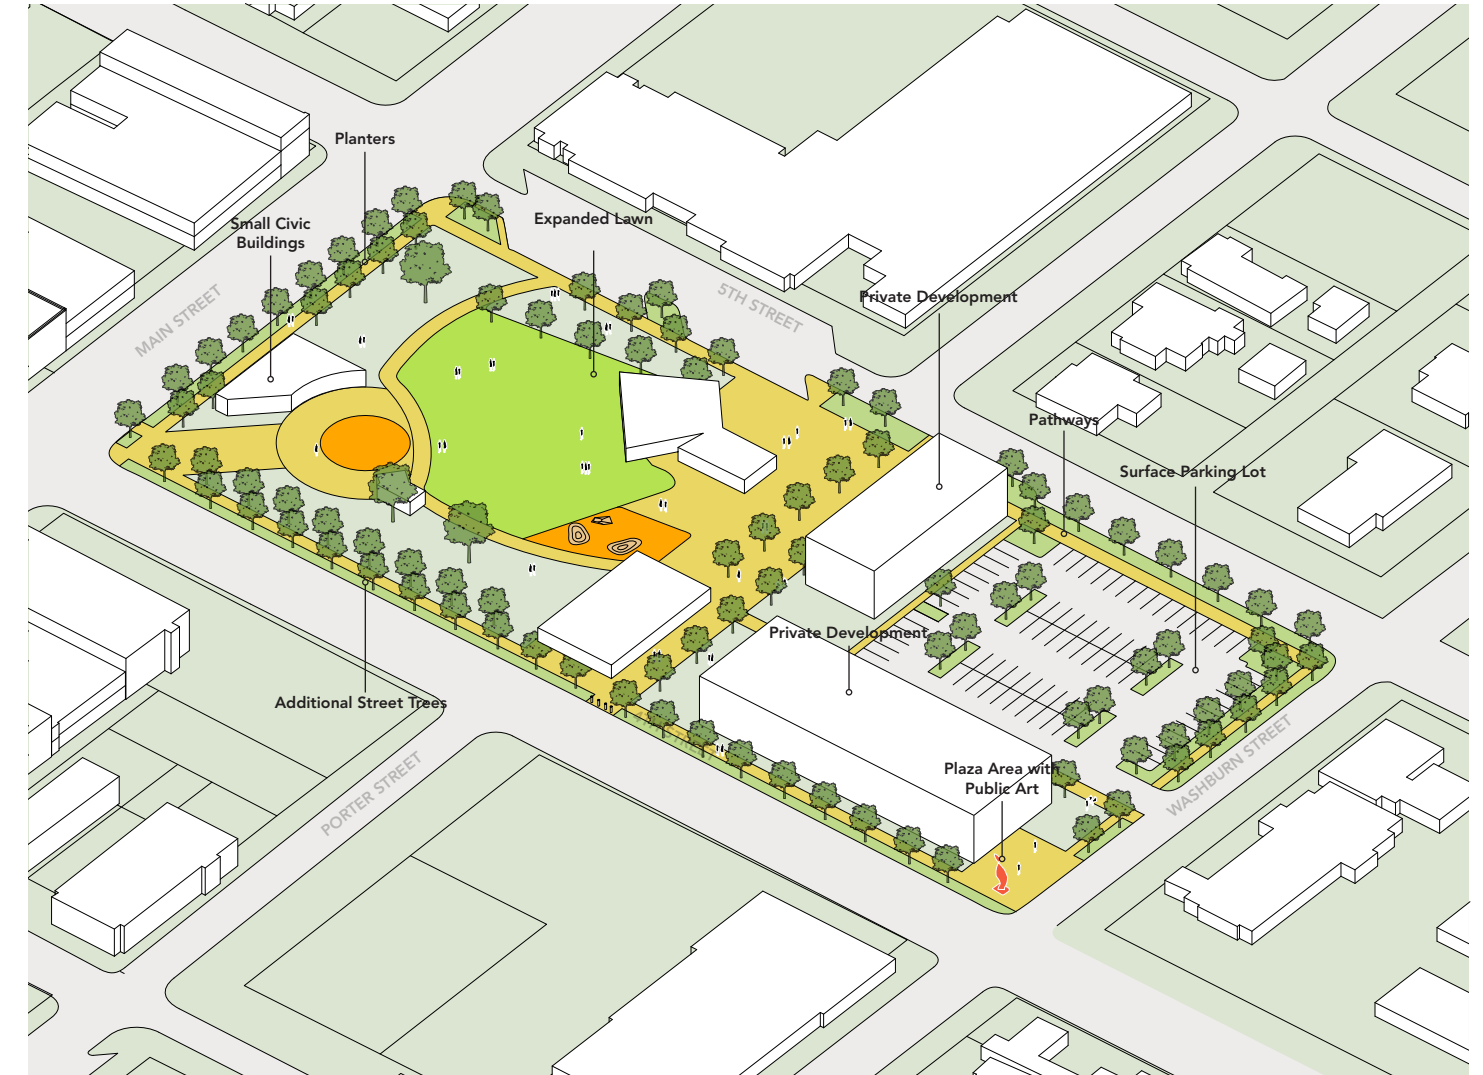 Planters
Small Civic
Buildings
Expanded Lawn
MAIN STREET
5TH STREET
Private Development
Pathways
Surface Parking Lot
Private Development
Additional Street Trees
PORTER STREET
Plaza Area with
Public Art
WASHBURN STREET